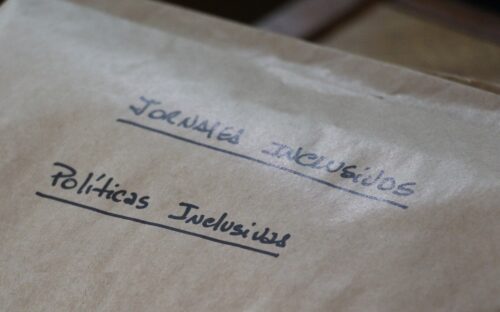 JORNALES INCLUSIVOS
Políticas Inclusivas